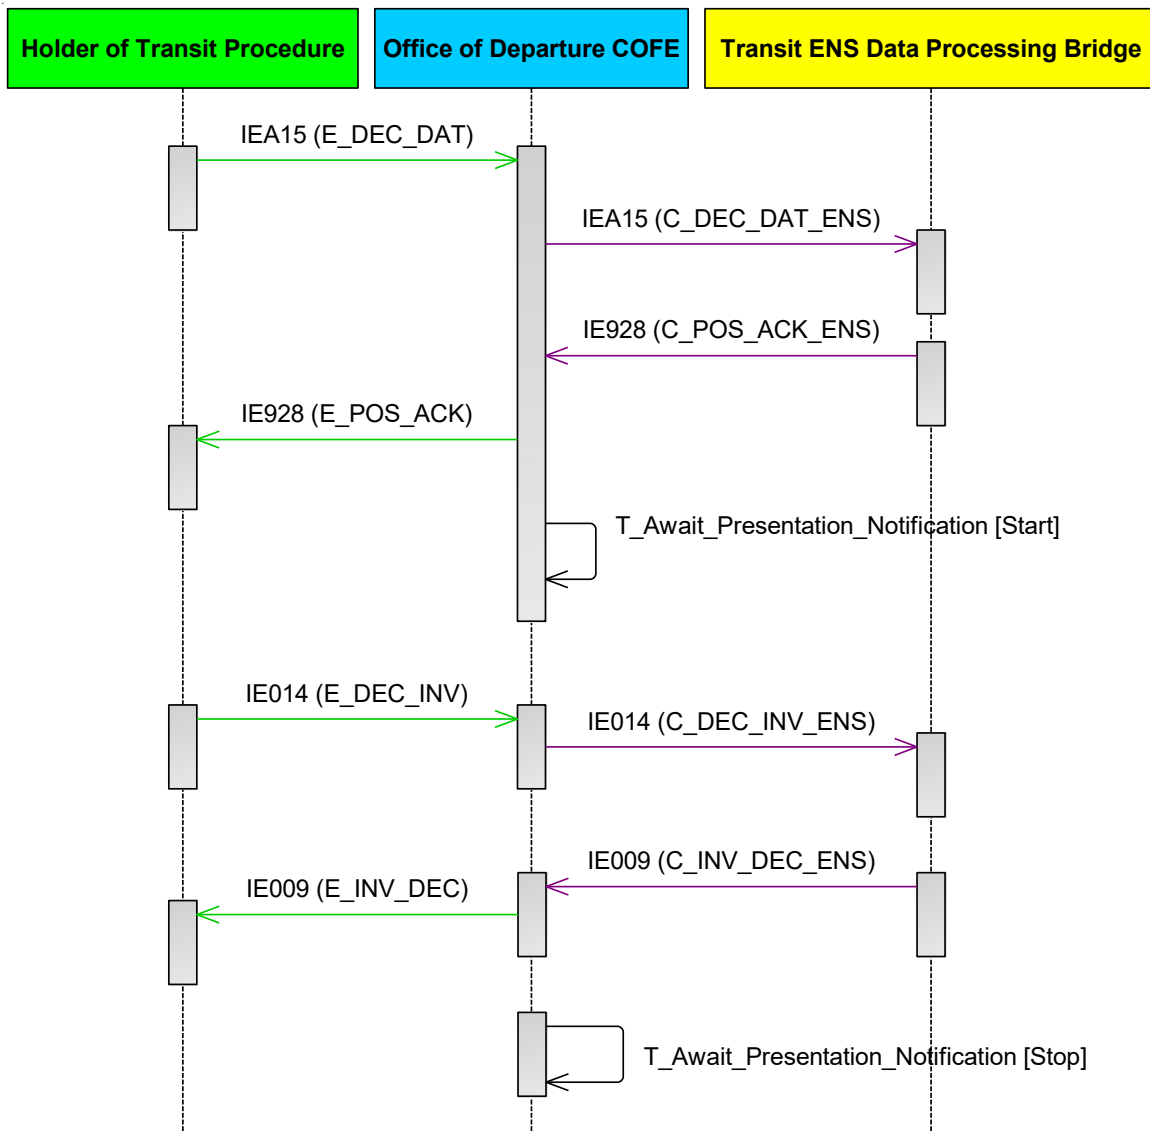 Holder of Transit Procedure
Office of Departure COFE
Transit ENS Data Processing Bridge
IEA15 (E_DEC_DAT)
IEA15 (C_DEC_DAT_ENS)
IE928 (C_POS_ACK_ENS)
IE928 (E_POS_ACK)
T_Await_Presentation_Notification [Start]
IE014 (E_DEC_INV)
IE014 (C_DEC_INV_ENS)
IE009 (C_INV_DEC_ENS)
IE009 (E_INV_DEC)
T_Await_Presentation_Notification [Stop]